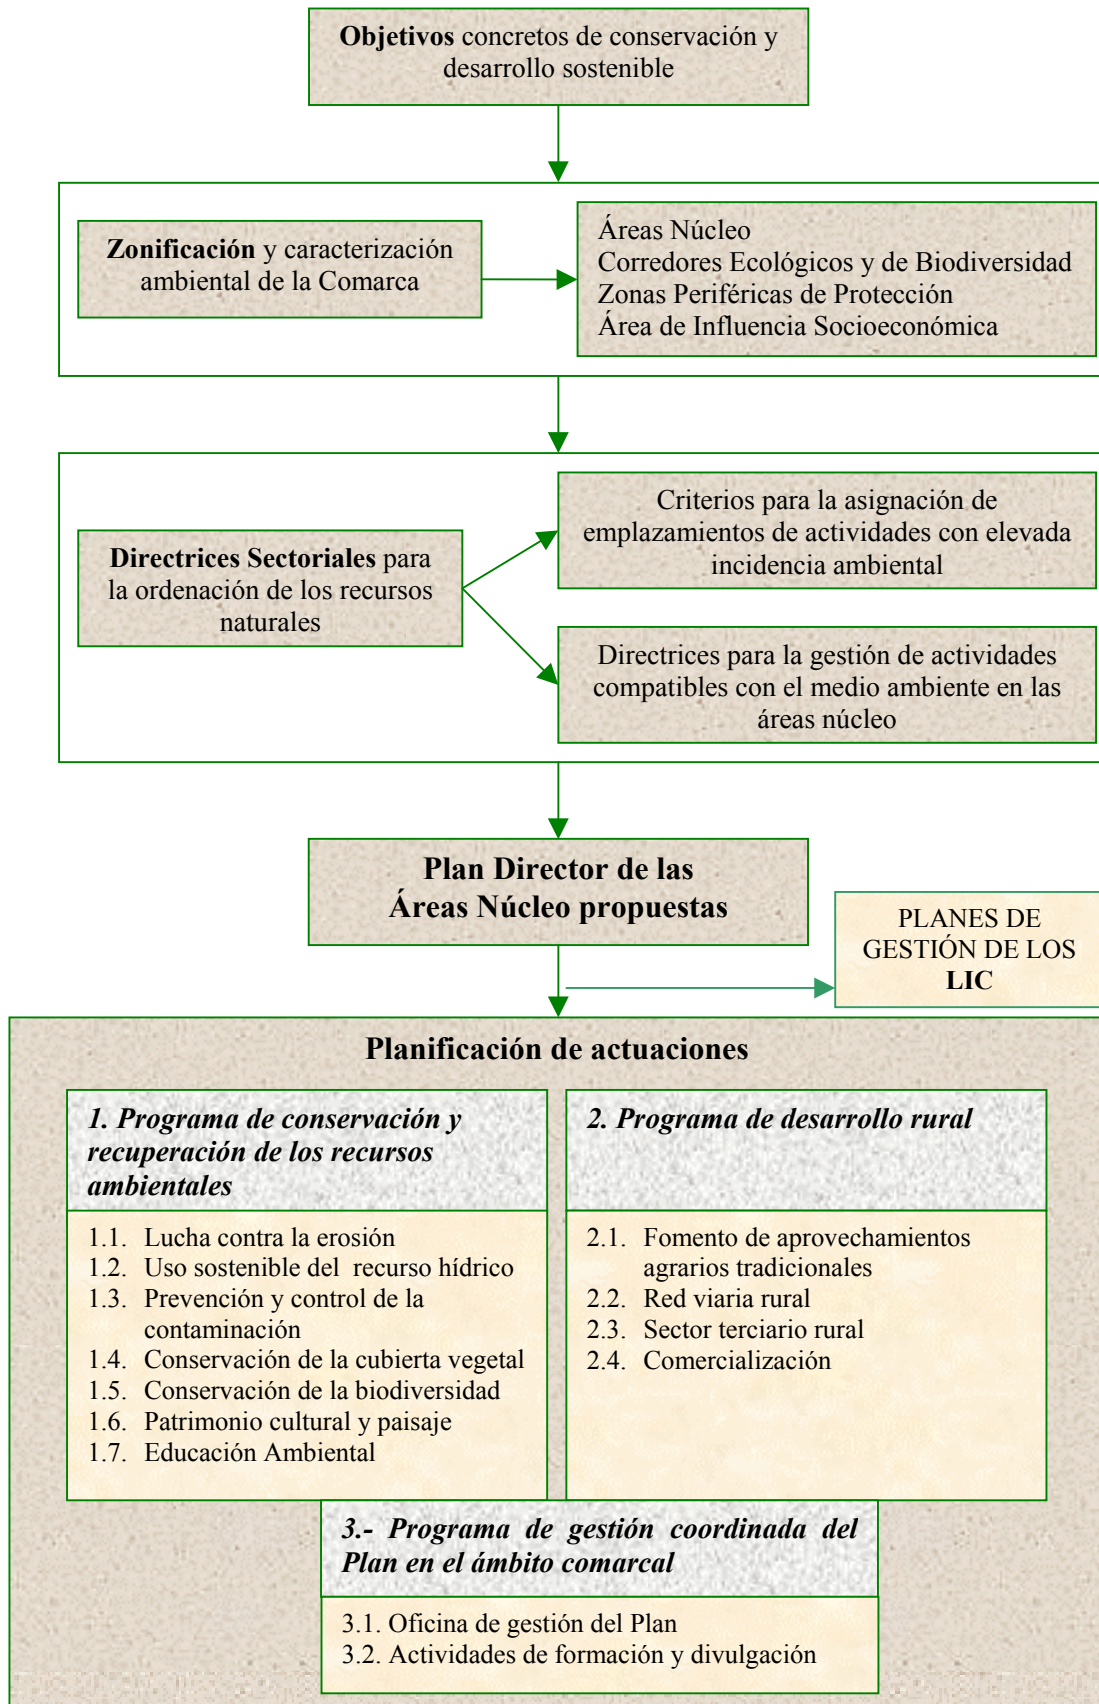 Objetivos concretos de conservación y
desarrollo sostenible
Zonificación y caracterización
ambiental de la Comarca
Áreas Núcleo
Corredores Ecológicos y de Biodiversidad
Zonas Periféricas de Protección
Área de Influencia Socioeconómica
Directrices Sectoriales para
la ordenación de los recursos
naturales
Criterios para la asignación de
emplazamientos de actividades con elevada
incidencia ambiental
Directrices para la gestión de actividades
compatibles con el medio ambiente en las
áreas núcleo
Plan Director de las
Áreas Núcleo propuestas
PLANES DE
GESTIÓN DE LOS
LIC
Planificación de actuaciones
1. Programa de conservación y
recuperación de los recursos
ambientales
1.1. Lucha contra la erosión
1.2. Uso sostenible del recurso hídrico
1.3. Prevención y control de la
contaminación
1.4. Conservación de la cubierta vegetal
1.5. Conservación de la biodiversidad
1.6. Patrimonio cultural y paisaje
1.7. Educación Ambiental
2. Programa de desarrollo rural
2.1. Fomento de aprovechamientos
agrarios tradicionales
2.2. Red viaria rural
2.3. Sector terciario rural
2.4. Comercialización
3.- Programa de gestión coordinada del
Plan en el ámbito comarcal
3.1. Oficina de gestión del Plan
3.2. Actividades de formación y divulgación